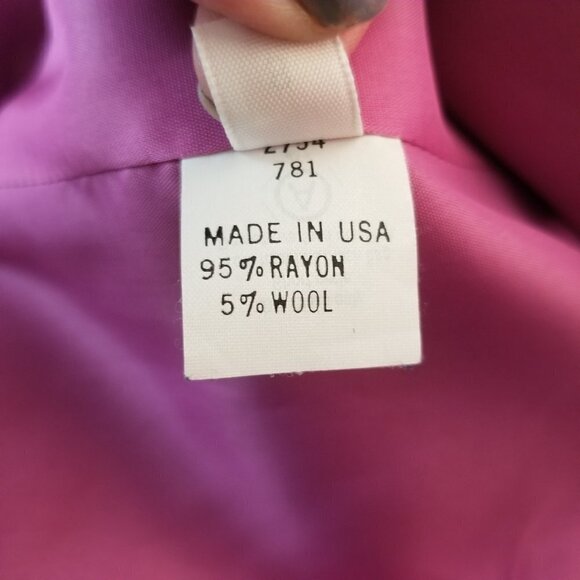 781
MADE IN USA
95% RAYON
5% WOOL